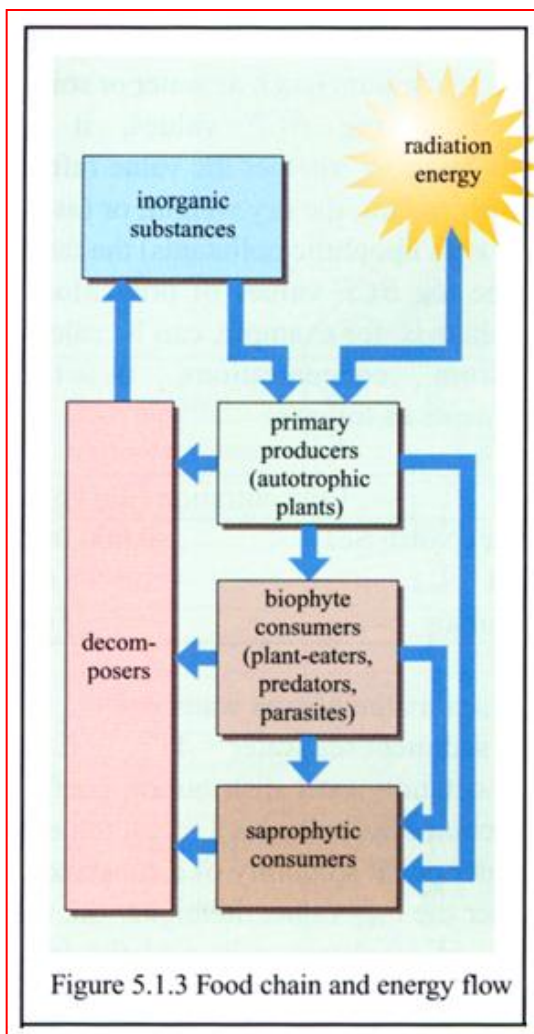 radiation
energy
inorganic
substances
primary
producers
(autotrophic
plants)
biophyte
consumers
(plant-eaters,
predators,
parasites)
decom-
posers
saprophytic
consumers
Figure 5.1.3 Food chain and energy flow